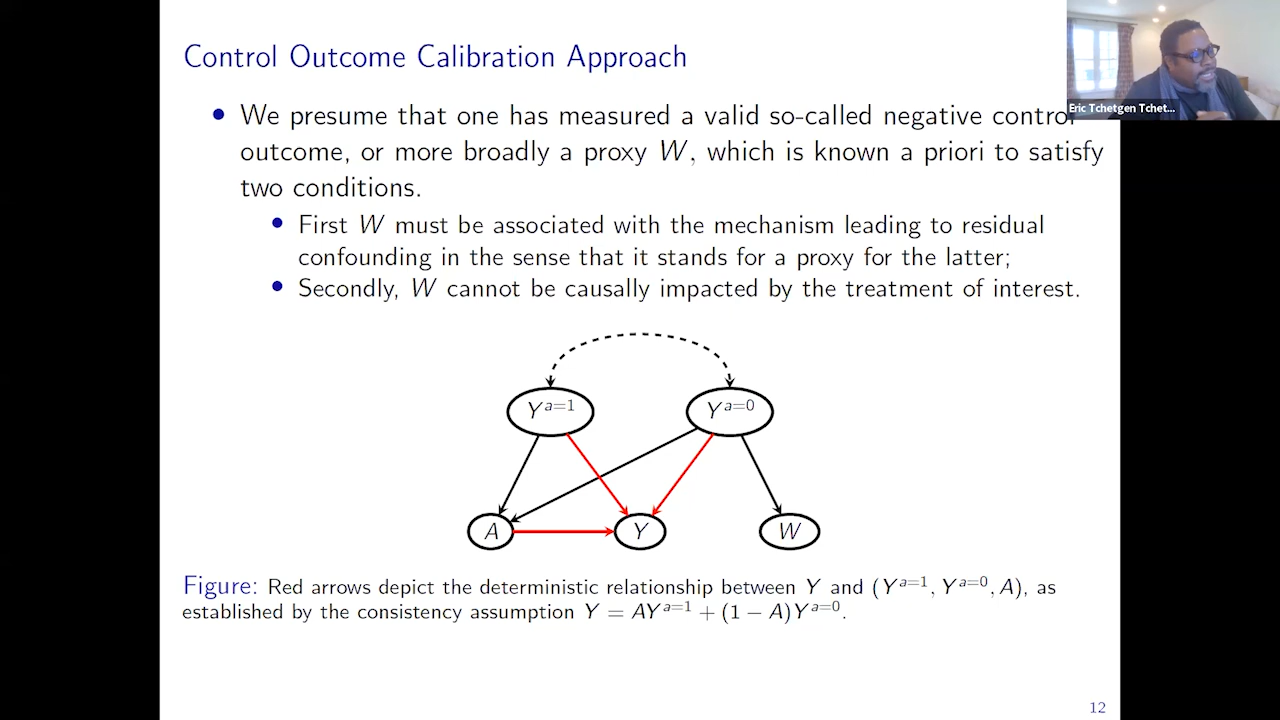 Control Outcome Calibration Approach
Eric Tchetgen Tchet...
• We presume that one has measured a valid so-called negative control
outcome, or more broadly a proxy W, which is known a priori to satisfy
two conditions.
• First W must be associated with the mechanism leading to residual
confounding in the sense that it stands for a proxy for the latter;
• Secondly, W cannot be causally impacted by the treatment of interest.
Y^{a=1} Y^{a=0}
A Y W
Figure: Red arrows depict the deterministic relationship between Y and (Y^{a=1}, Y^{a=0}, A), as
established by the consistency assumption Y = AY^{a=1} + (1 − A)Y^{a=0}.
12